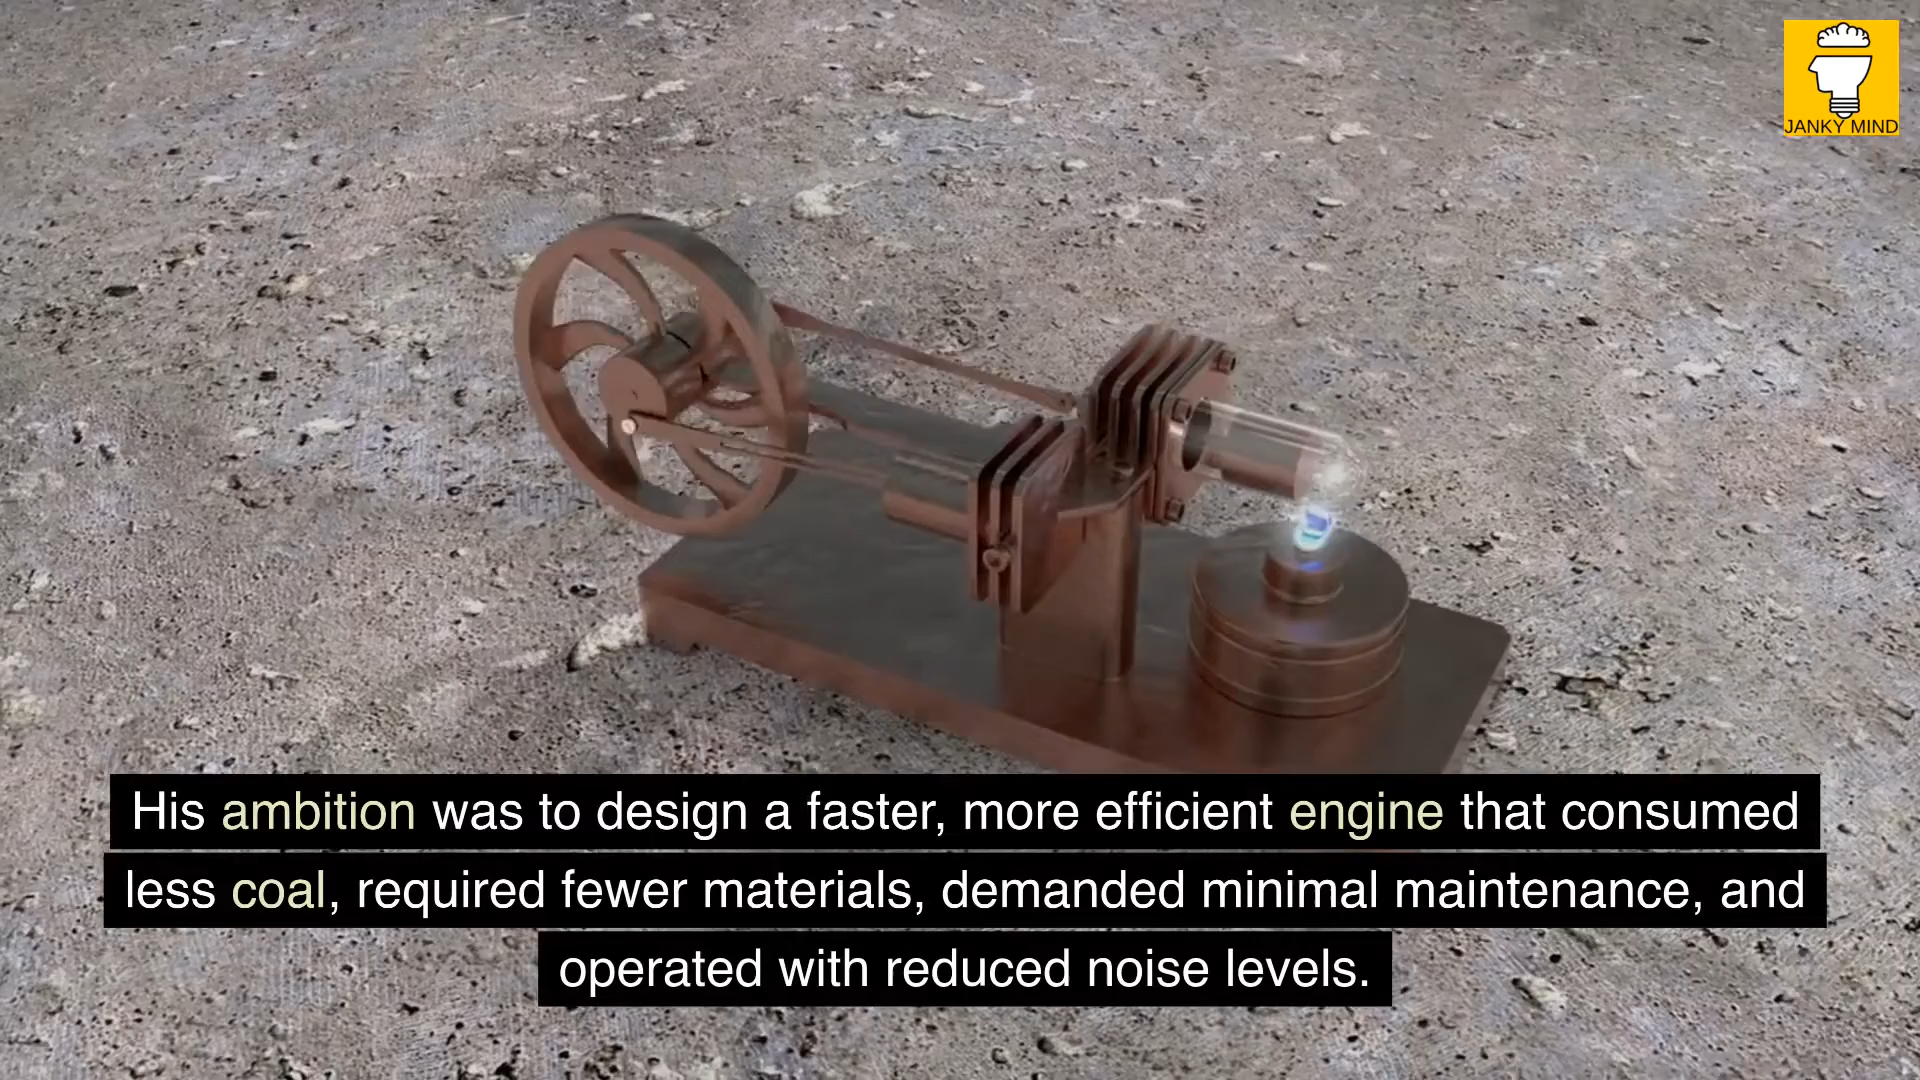 JANKY MIND
His ambition was to design a faster, more efficient engine that consumed
less coal, required fewer materials, demanded minimal maintenance, and
operated with reduced noise levels.